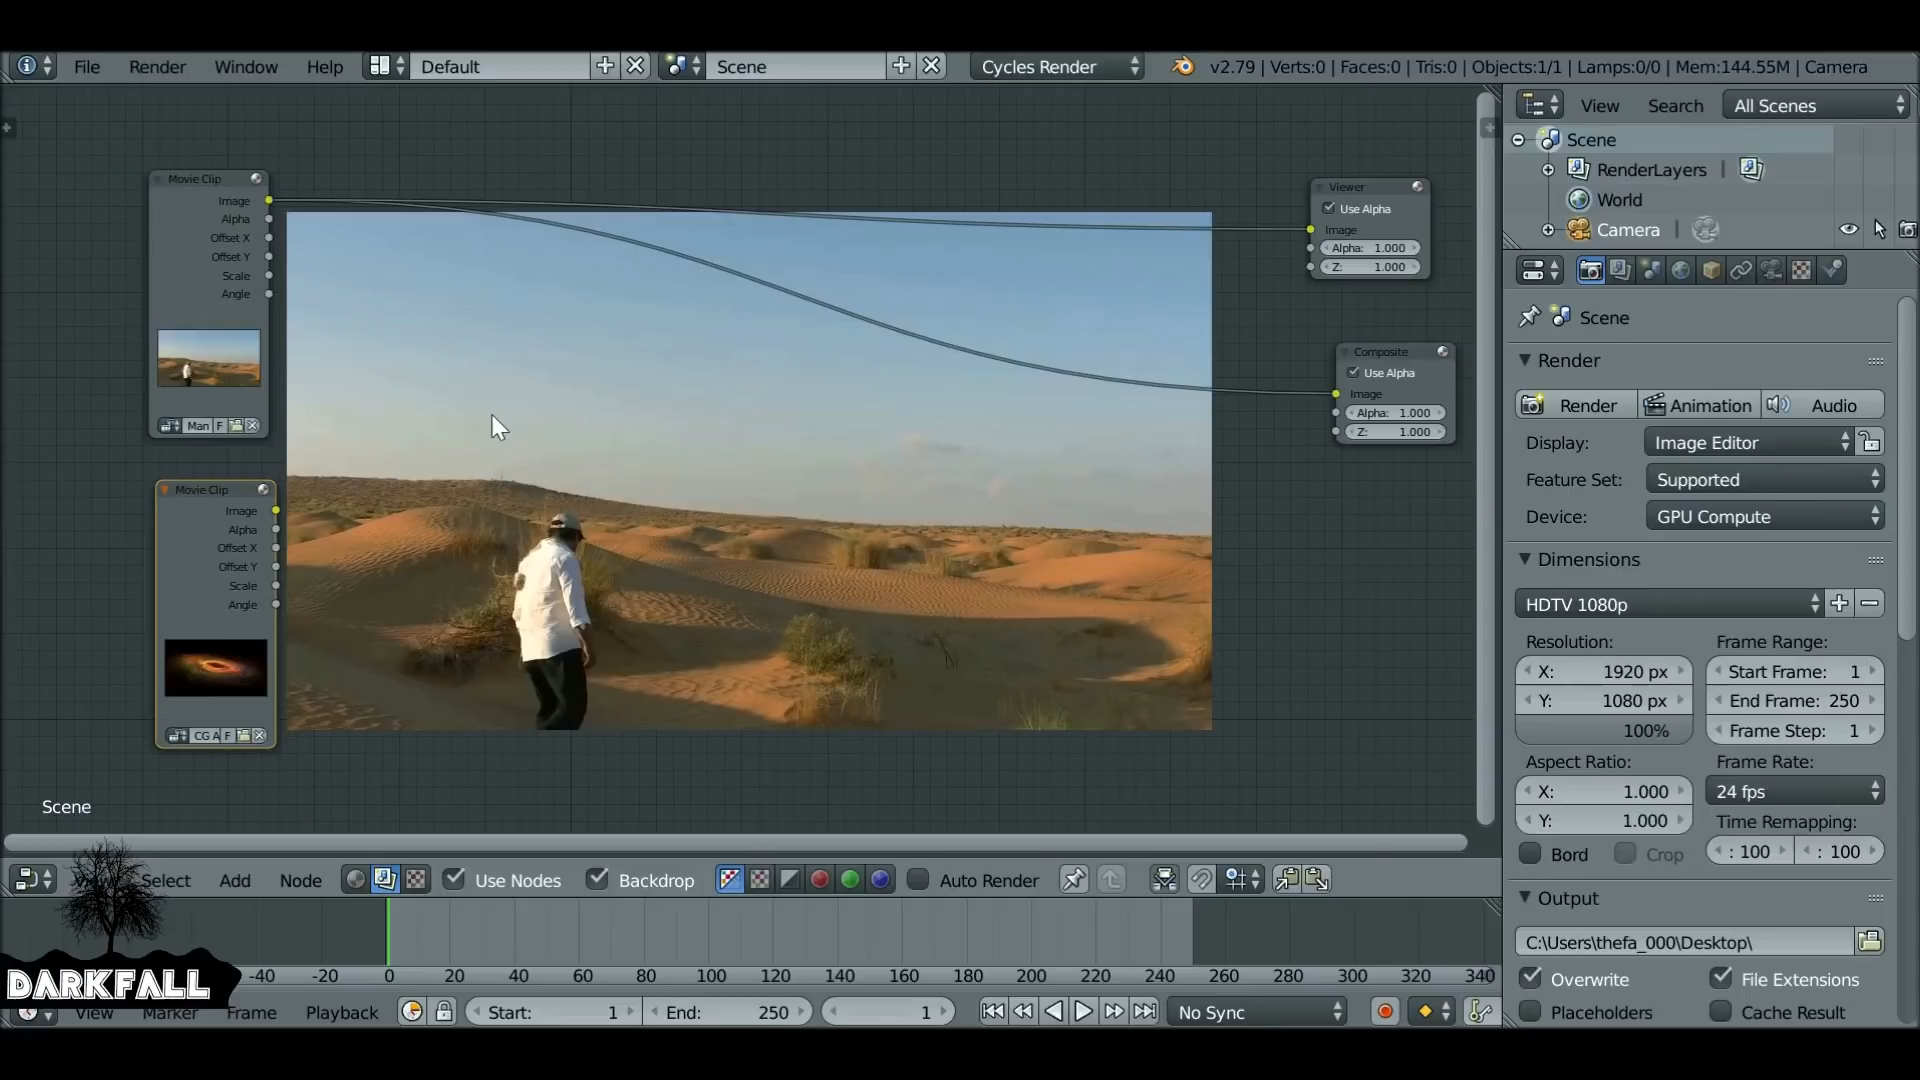 File Render Window Help Default Scene Cycles Render v2.79 | Verts:0 | Faces:0 | Tris:0 | Objects:1/1 | Lamps:0/0 | Mem:144.55M | Camera
View Search All Scenes
Scene
RenderLayers
World
Camera
Movie Clip
Image
Alpha
Offset X
Offset Y
Scale
Angle
Man F
Movie Clip
Image
Alpha
Offset X
Offset Y
Scale
Angle
CG A F
Viewer
Use Alpha
Image
Alpha: 1.000
Z: 1.000
Composite
Use Alpha
Image
Alpha: 1.000
Z: 1.000
Scene
Scene
Render
Render Animation Audio
Display: Image Editor
Feature Set: Supported
Device: GPU Compute
Dimensions
HDTV 1080p
Resolution: Frame Range:
X: 1920 px Start Frame: 1
Y: 1080 px End Frame: 250
100% Frame Step: 1
Aspect Ratio: Frame Rate:
X: 1.000 24 fps
Y: 1.000 Time Remapping:
Bord Crop : 100 : 100
Output
C:\Users\thefa_000\Desktop\
Overwrite File Extensions
Placeholders Cache Result
View Select Add Node Use Nodes Backdrop Auto Render
-40 -20 0 20 40 60 80 100 120 140 160 180 200 220 240 260 280 300 320 340
DARKFALL
View Marker Frame Playback Start: 1 End: 250 1 No Sync